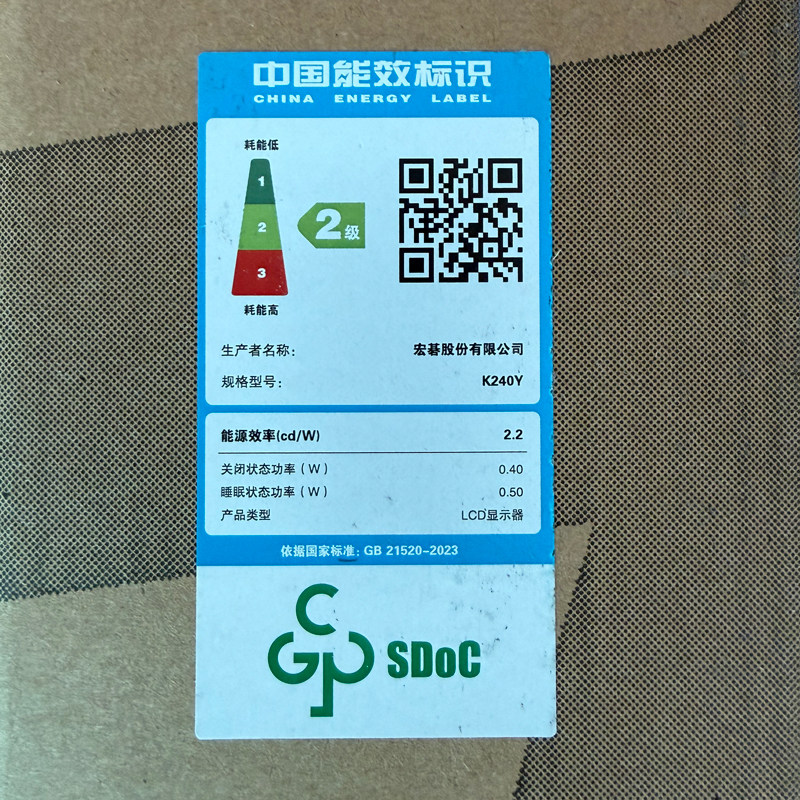 中国能效标识
CHINA ENERGY LABEL
耗能低
1
2
3
2级
耗能高
生产者名称: 宏碁股份有限公司
规格型号: K240Y
能源效率(cd/W) 2.2
关闭状态功率(W) 0.40
睡眠状态功率(W) 0.50
产品类型 LCD显示器
依据国家标准: GB 21520-2023
CGP SDoC